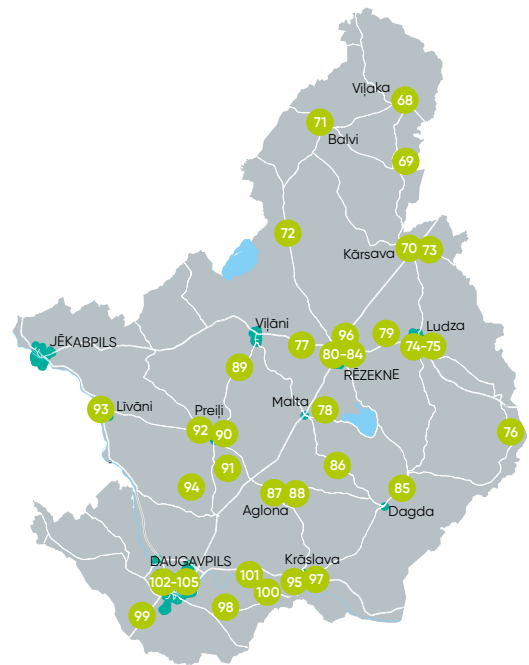 Viļaka
68
71
Balvi
69
72
Kārsava
70
73
Viļāni
77
96
79
Ludza
80-84
74-75
RĒZEKNE
JĒKABPILS
89
Malta
78
93
Līvāni
Preiļi
92
90
76
91
86
94
87
88
85
Aglona
Dagda
DAUGAVPILS
Krāslava
102-105
101
100
95
97
99
98